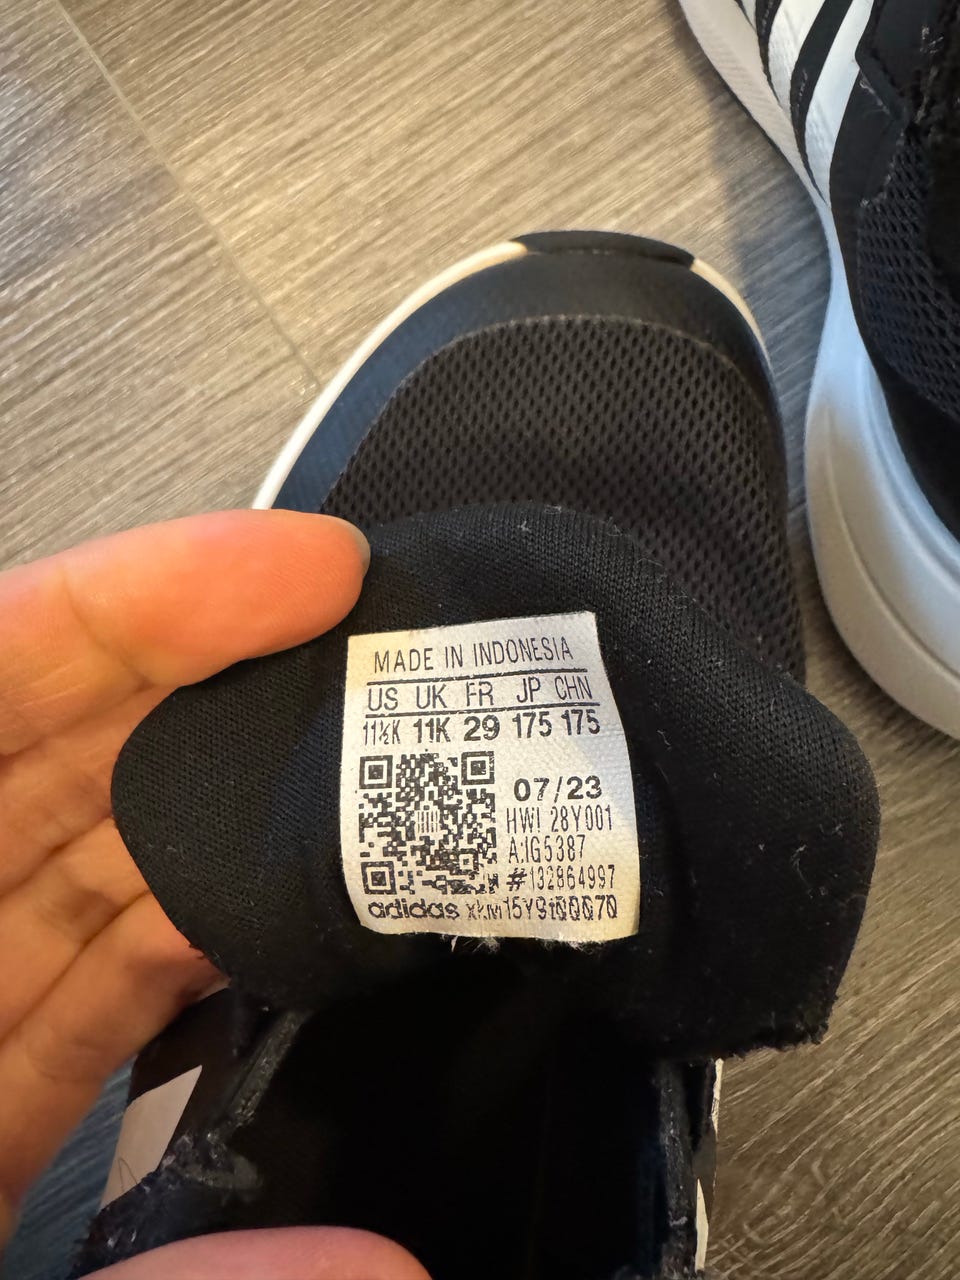 MADE IN INDONESIA
US UK FR JP CHN
11½K 11K 29 175 175
07/23
HWI 28Y001
A:IG5387
#132864997
adidas